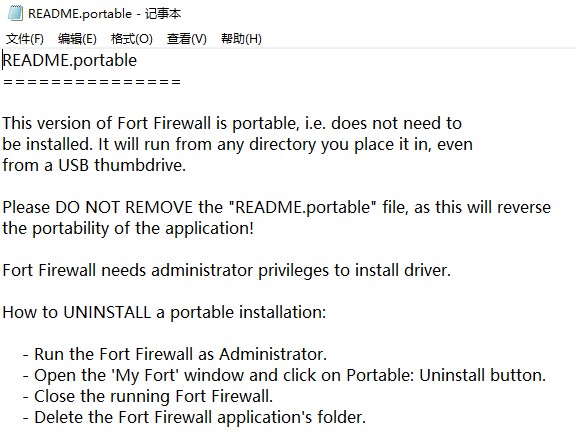 README.portable - 记事本
文件(F) 编辑(E) 格式(O) 查看(V) 帮助(H)
README.portable
===============
This version of Fort Firewall is portable, i.e. does not need to
be installed. It will run from any directory you place it in, even
from a USB thumbdrive.
Please DO NOT REMOVE the "README.portable" file, as this will reverse
the portability of the application!
Fort Firewall needs administrator privileges to install driver.
How to UNINSTALL a portable installation:
- Run the Fort Firewall as Administrator.
- Open the 'My Fort' window and click on Portable: Uninstall button.
- Close the running Fort Firewall.
- Delete the Fort Firewall application's folder.